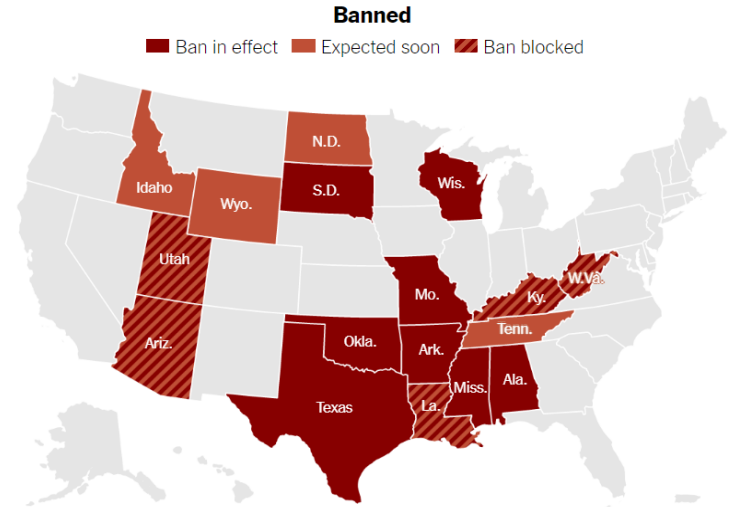 Banned
Ban in effect Expected soon Ban blocked
N.D.
Idaho
Wyo.
S.D.
Wis.
Utah
W.Va.
Mo.
Ky.
Ariz.
Okla.
Ark.
Tenn.
Texas
La.
Miss.
Ala.